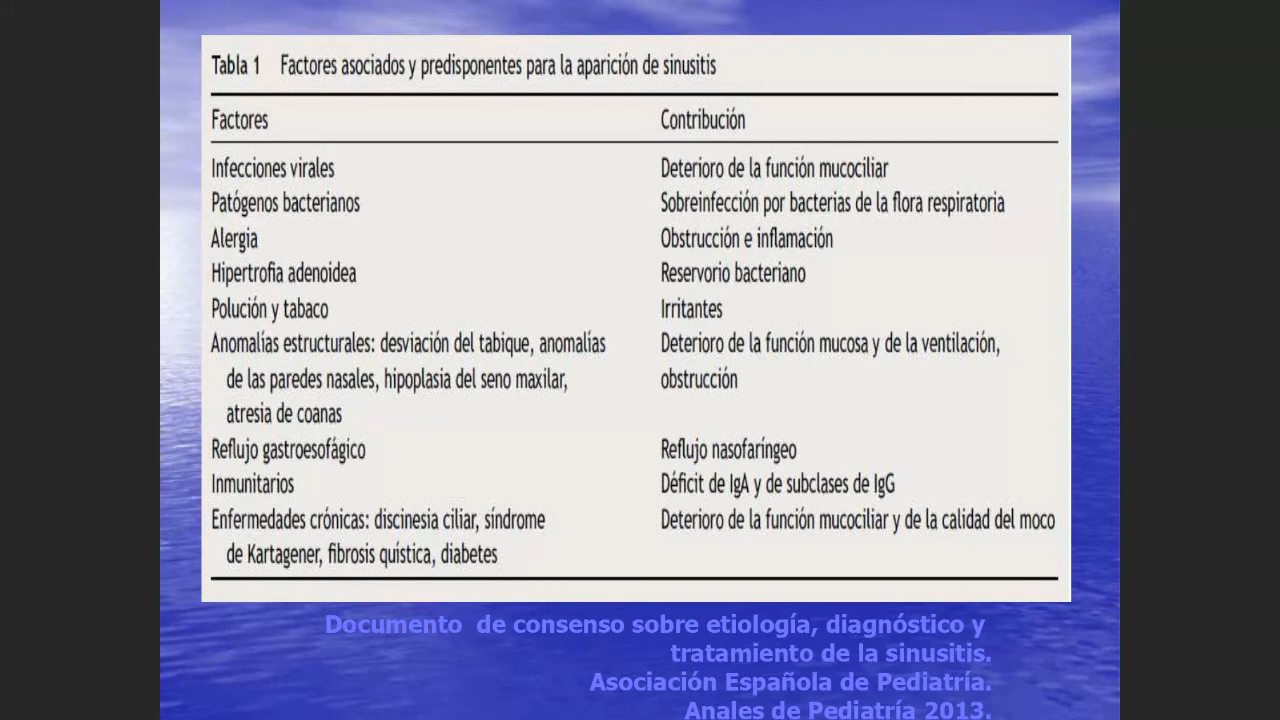 Tabla 1 Factores asociados y predisponentes para la aparición de sinusitis
Factores Contribución
Infecciones virales Deterioro de la función mucociliar
Patógenos bacterianos Sobreinfección por bacterias de la flora respiratoria
Alergia Obstrucción e inflamación
Hipertrofia adenoidea Reservorio bacteriano
Polución y tabaco Irritantes
Anomalías estructurales: desviación del tabique, anomalías Deterioro de la función mucosa y de la ventilación,
de las paredes nasales, hipoplasia del seno maxilar, obstrucción
atresia de coanas
Reflujo gastroesofágico Reflujo nasofaríngeo
Inmunitarios Déficit de IgA y de subclases de IgG
Enfermedades crónicas: discinesia ciliar, síndrome Deterioro de la función mucociliar y de la calidad del moco
de Kartagener, fibrosis quística, diabetes
Documento de consenso sobre etiología, diagnóstico y
tratamiento de la sinusitis.
Asociación Española de Pediatría.
Anales de Pediatría 2013.